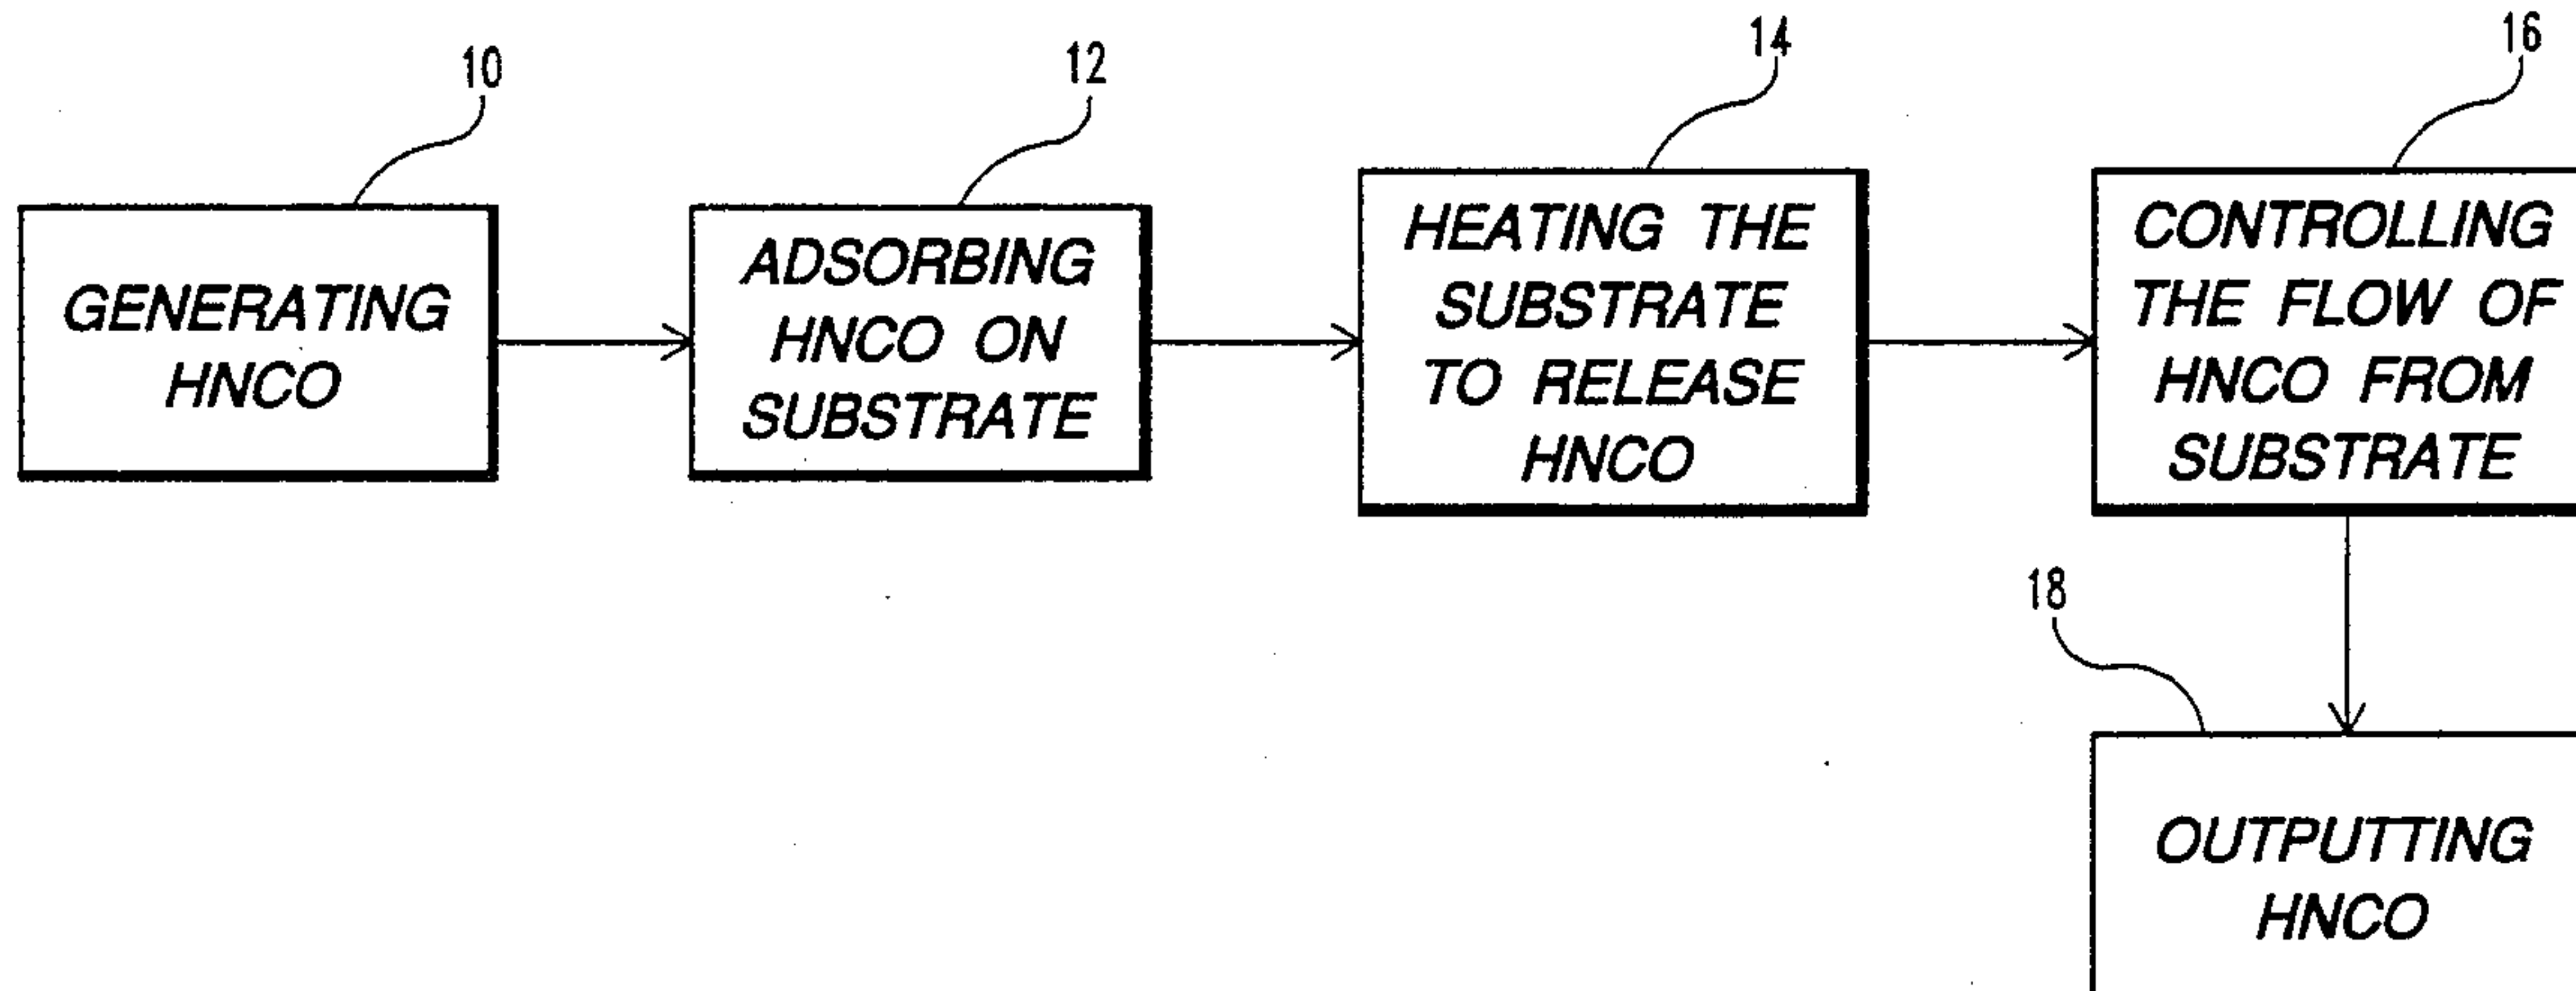 10
GENERATING
HNCO
12
ADSORBING
HNCO ON
SUBSTRATE
14
HEATING THE
SUBSTRATE
TO RELEASE
HNCO
16
CONTROLLING
THE FLOW OF
HNCO FROM
SUBSTRATE
18
OUTPUTTING
HNCO